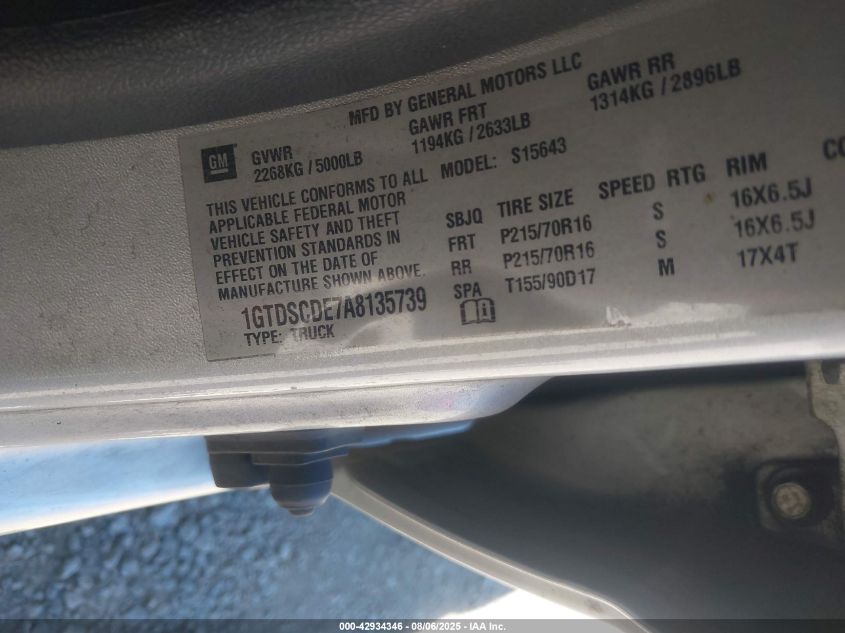 MFD BY GENERAL MOTORS LLC
GM
GVWR
2268KG / 5000LB
GAWR FRT
1194KG / 2633LB
GAWR RR
1314KG / 2896LB
THIS VEHICLE CONFORMS TO ALL
APPLICABLE FEDERAL MOTOR
VEHICLE SAFETY AND THEFT
PREVENTION STANDARDS IN
EFFECT ON THE DATE OF
MANUFACTURE SHOWN ABOVE.
1GTDSCDE7A8135739
TYPE: TRUCK
MODEL: S15643
SBJQ TIRE SIZE SPEED RTG RIM CO
FRT P215/70R16 S 16X6.5J
RR P215/70R16 S 16X6.5J
SPA T155/90D17 M 17X4T
000-42934346 - 08/06/2025 - IAA Inc.